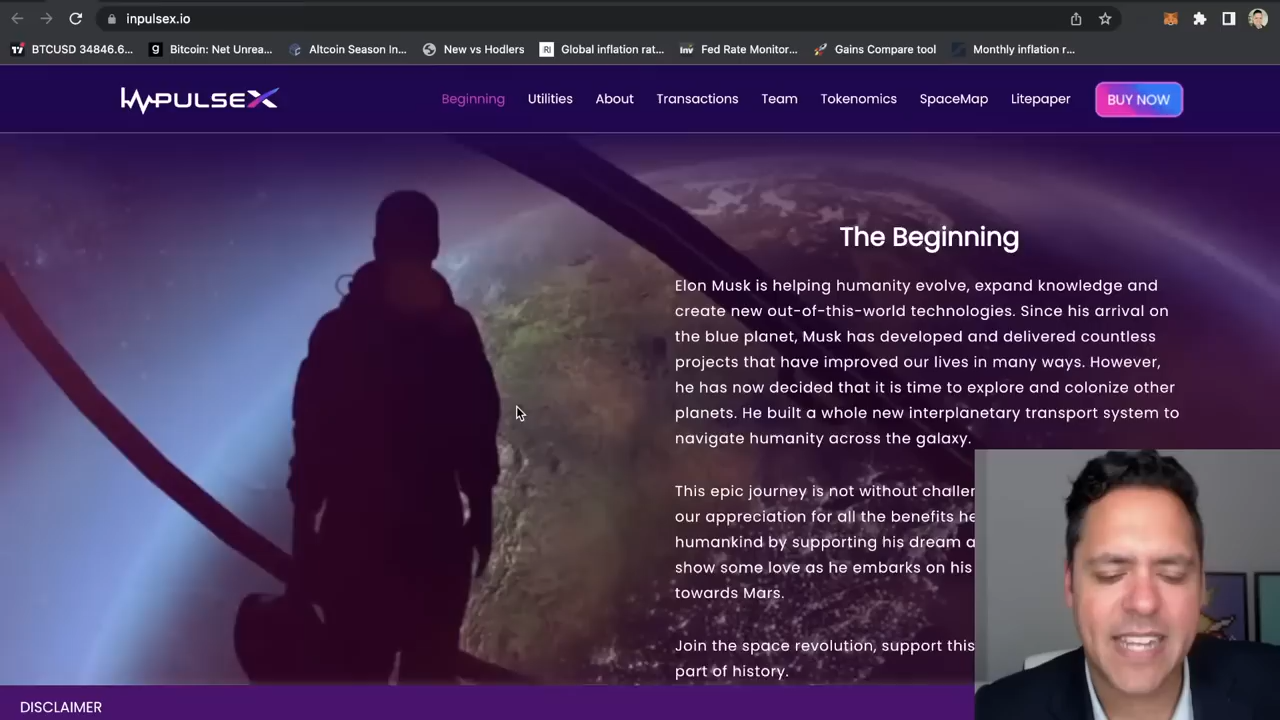 inpulsex.io
BTCUSD 34846.6... Bitcoin: Net Unrea... Altcoin Season In... New vs Hodlers RI Global inflation rat... Inv Fed Rate Monitor... Gains Compare tool Monthly inflation r...
INPULSEX Beginning Utilities About Transactions Team Tokenomics SpaceMap Litepaper BUY NOW
The Beginning
Elon Musk is helping humanity evolve, expand knowledge and
create new out-of-this-world technologies. Since his arrival on
the blue planet, Musk has developed and delivered countless
projects that have improved our lives in many ways. However,
he has now decided that it is time to explore and colonize other
planets. He built a whole new interplanetary transport system to
navigate humanity across the galaxy.
This epic journey is not without
our appreciation for all the benefits
humankind by supporting his dream
show some love as he embarks on his
towards Mars.
Join the space revolution, support this
part of history.
DISCLAIMER